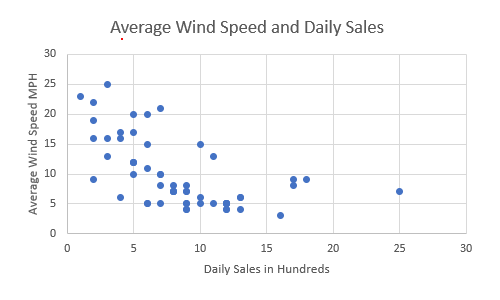 Average Wind Speed and Daily Sales
30
25
20
15
10
5
0
Average Wind Speed MPH
0 5 10 15 20 25 30
Daily Sales in Hundreds